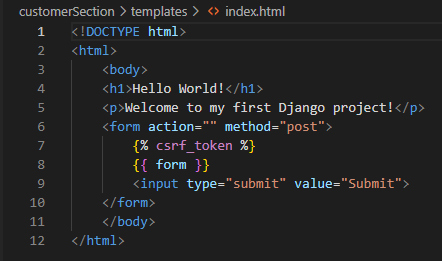 customerSection > templates > <> index.html
1 <!DOCTYPE html>
2 <html>
3 <body>
4 <h1>Hello World!</h1>
5 <p>Welcome to my first Django project!</p>
6 <form action="" method="post">
7 {% csrf_token %}
8 {{ form }}
9 <input type="submit" value="Submit">
10 </form>
11 </body>
12 </html>